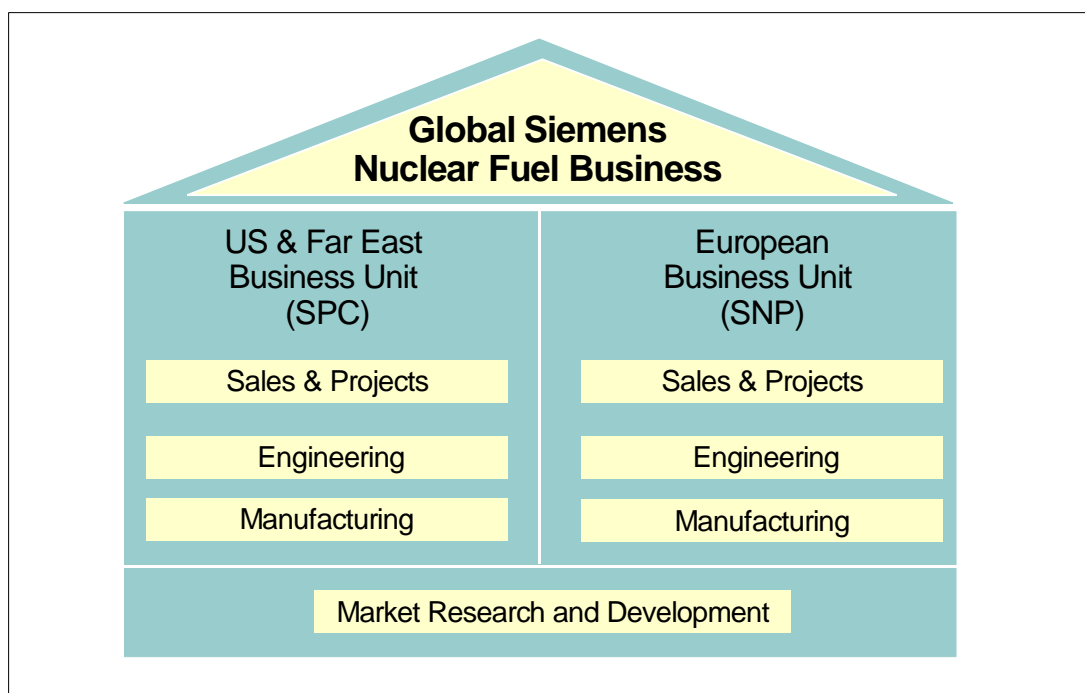 Global Siemens
Nuclear Fuel Business
US & Far East
Business Unit
(SPC)
Sales & Projects
Engineering
Manufacturing
European
Business Unit
(SNP)
Sales & Projects
Engineering
Manufacturing
Market Research and Development